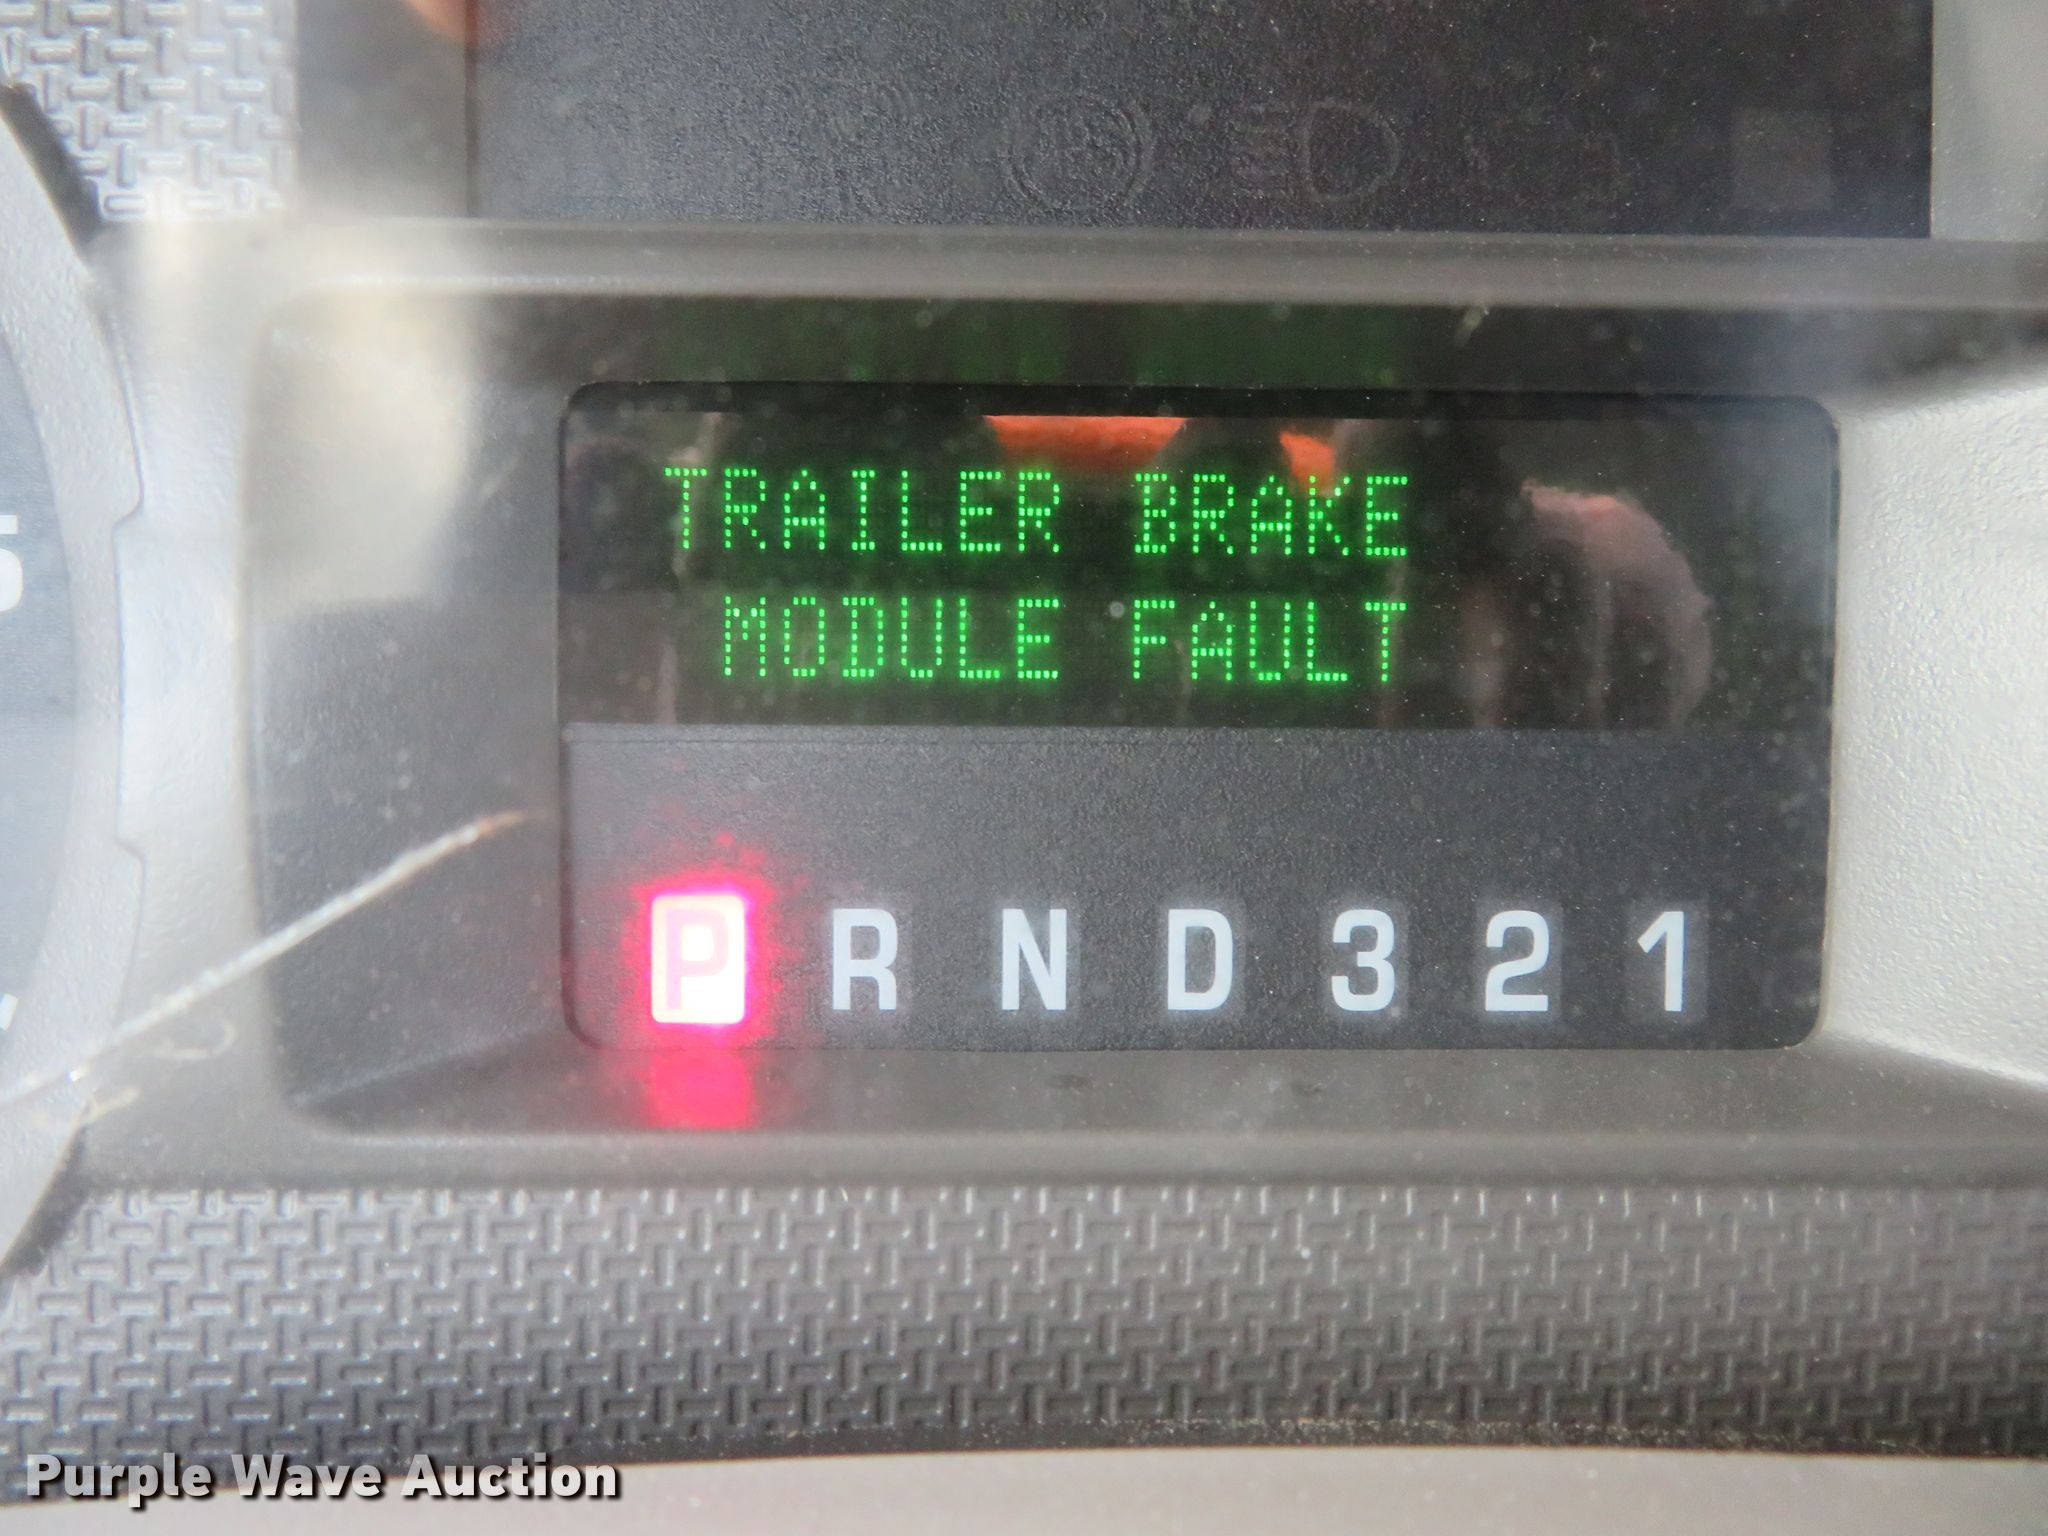 TRAILER BRAKE
MODULE FAULT
P R N D 3 2 1
Purple Wave Auction